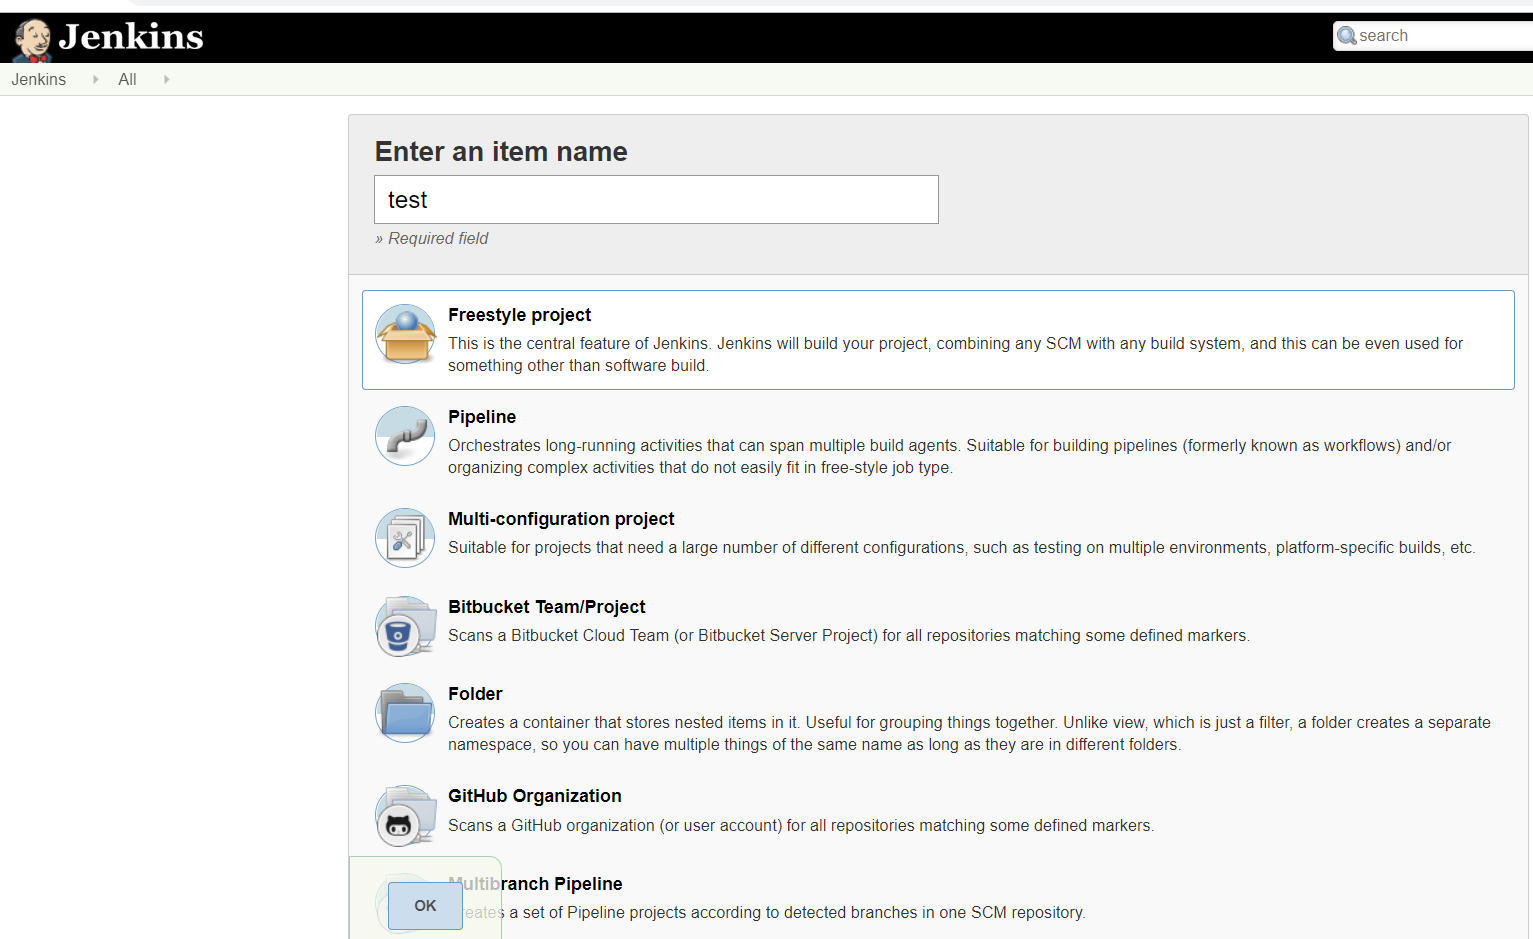 Jenkins
search
Jenkins
All
Enter an item name
test
» Required field
Freestyle project
This is the central feature of Jenkins. Jenkins will build your project, combining any SCM with any build system, and this can be even used for
something other than software build.
Pipeline
Orchestrates long-running activities that can span multiple build agents. Suitable for building pipelines (formerly known as workflows) and/or
organizing complex activities that do not easily fit in free-style job type.
Multi-configuration project
Suitable for projects that need a large number of different configurations, such as testing on multiple environments, platform-specific builds, etc.
Bitbucket Team/Project
Scans a Bitbucket Cloud Team (or Bitbucket Server Project) for all repositories matching some defined markers.
Folder
Creates a container that stores nested items in it. Useful for grouping things together. Unlike view, which is just a filter, a folder creates a separate
namespace, so you can have multiple things of the same name as long as they are in different folders.
GitHub Organization
Scans a GitHub organization (or user account) for all repositories matching some defined markers.
Multibranch Pipeline
OK
Creates a set of Pipeline projects according to detected branches in one SCM repository.